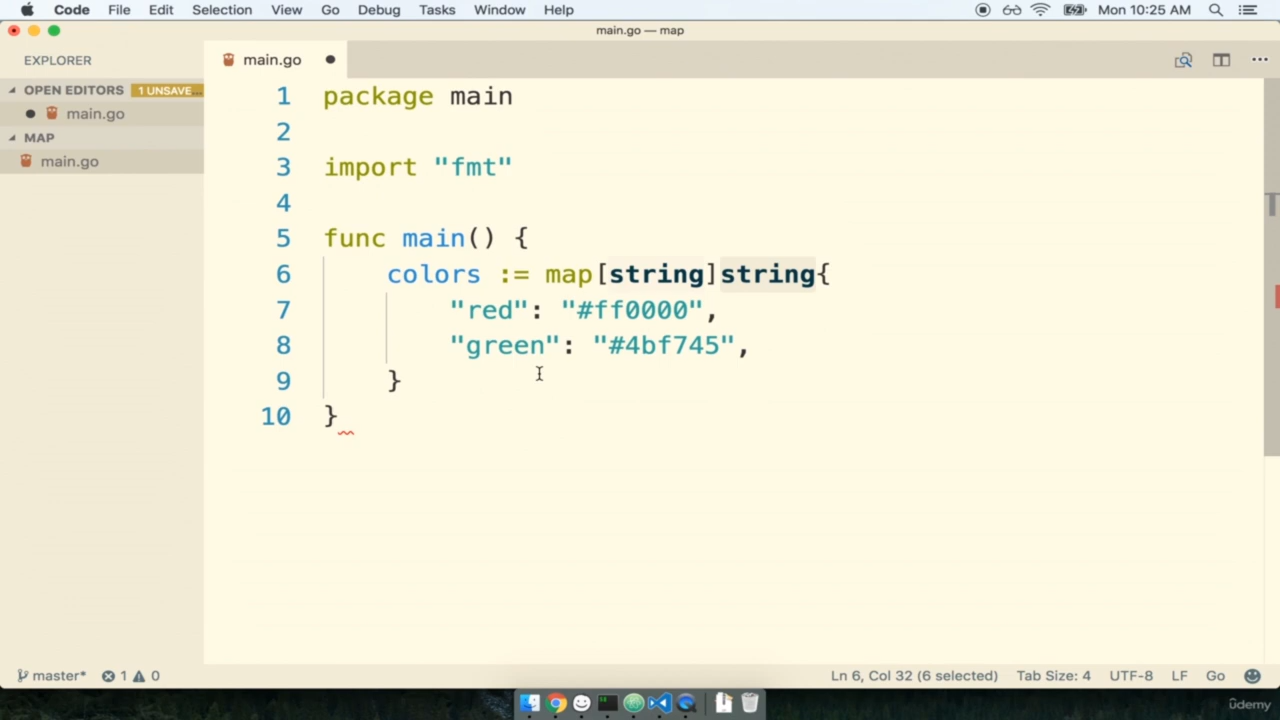 Code File Edit Selection View Go Debug Tasks Window Help Mon 10:25 AM
main.go — map
EXPLORER
main.go
OPEN EDITORS 1 UNSAVE...
main.go
MAP
main.go
1 package main
2
3 import "fmt"
4
5 func main() {
6 colors := map[string]string{
7 "red": "#ff0000",
8 "green": "#4bf745",
9 }
10 }
master* 1 0 Ln 6, Col 32 (6 selected) Tab Size: 4 UTF-8 LF Go
ûdemy